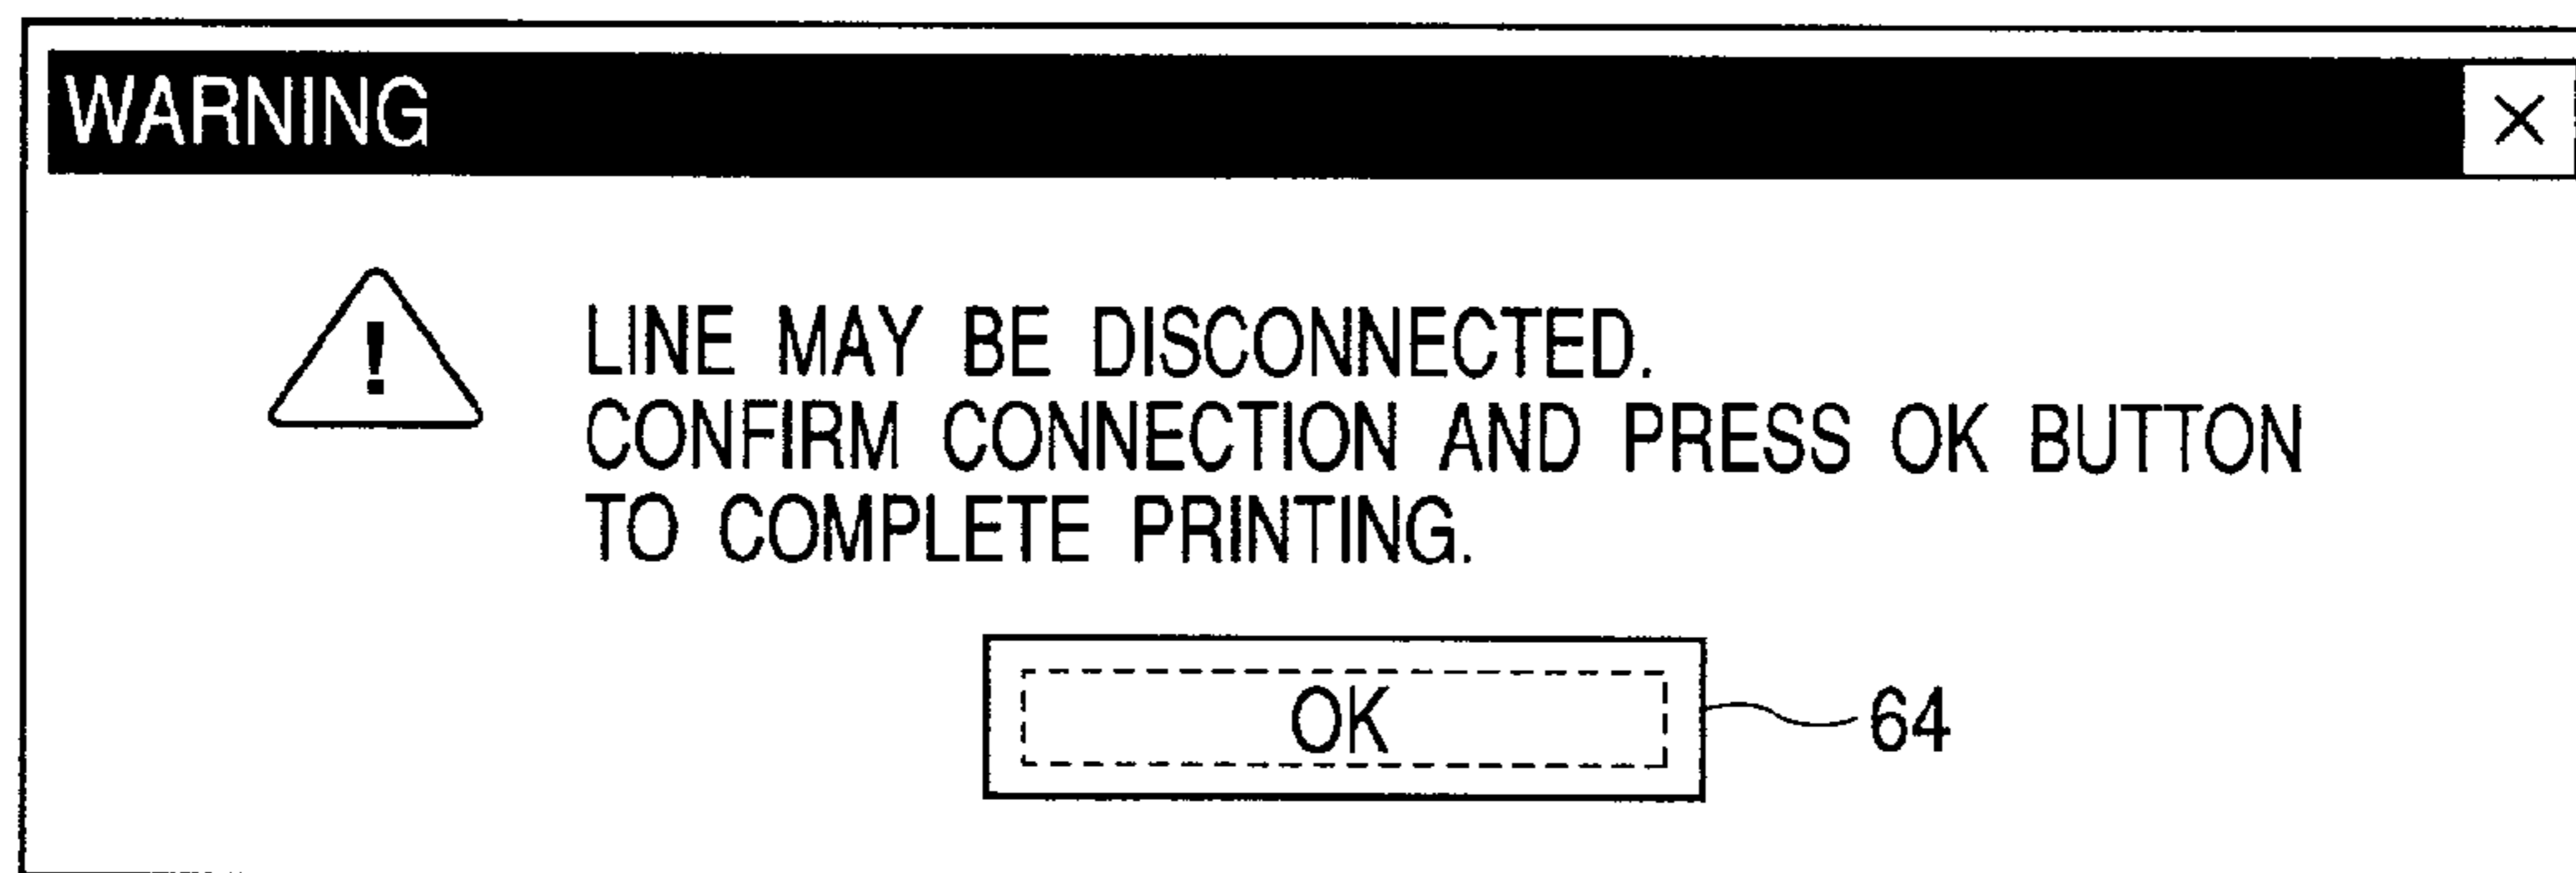 WARNING ×
! LINE MAY BE DISCONNECTED.
CONFIRM CONNECTION AND PRESS OK BUTTON
TO COMPLETE PRINTING.
OK 64